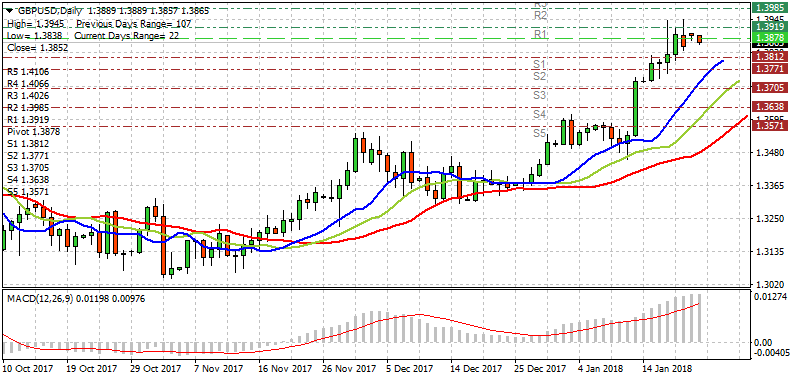 GBPUSD,Daily 1.3889 1.3889 1.3857 1.3865
High= 1.3945 Previous Days Range= 107
Low= 1.3838 Current Days Range= 22
Close= 1.3852
R5 1.4106
R4 1.4066
R3 1.4026
R2 1.3985
R1 1.3919
Pivot 1.3878
S1 1.3812
S2 1.3771
S3 1.3705
S4 1.3638
S5 1.3571
R3
R2
R1
S1
S2
S3
S4
S5
1.3985
1.3945
1.3919
1.3878
1.3812
1.3771
1.3705
1.3638
1.3595
1.3571
1.3480
1.3365
1.3250
1.3135
1.3020
MACD(12,26,9) 0.01198 0.00976
0.01274
0.00
-0.00405
10 Oct 2017 19 Oct 2017 29 Oct 2017 7 Nov 2017 16 Nov 2017 26 Nov 2017 5 Dec 2017 14 Dec 2017 25 Dec 2017 4 Jan 2018 14 Jan 2018